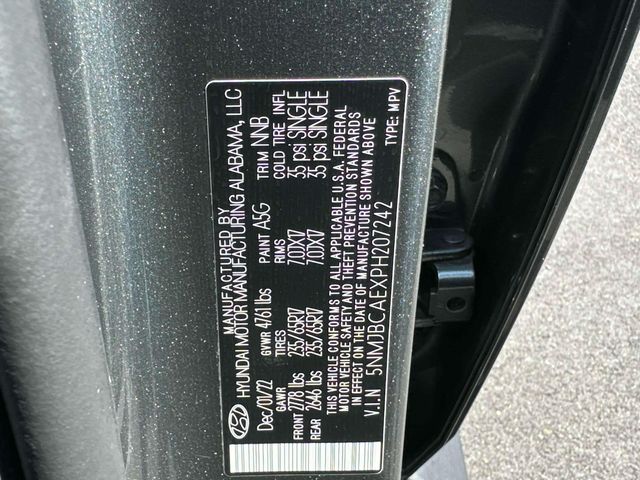 MANUFACTURED BY
HYUNDAI MOTOR MANUFACTURING ALABAMA, LLC
Dec/01/22 GVWR 4761 lbs PAINT A5G TRIM NNB
GAWR TIRES RIMS COLD TIRE INFL
FRONT 2778 lbs 235/65R17 7.0JX17 35 psi SINGLE
REAR 2646 lbs 235/65R17 7.0JX17 35 psi SINGLE
THIS VEHICLE CONFORMS TO ALL APPLICABLE U.S.A. FEDERAL
MOTOR VEHICLE SAFETY AND THEFT PREVENTION STANDARDS
IN EFFECT ON THE DATE OF MANUFACTURE SHOWN ABOVE
V.I.N 5NMJBCAEXPH207242 TYPE: MPV